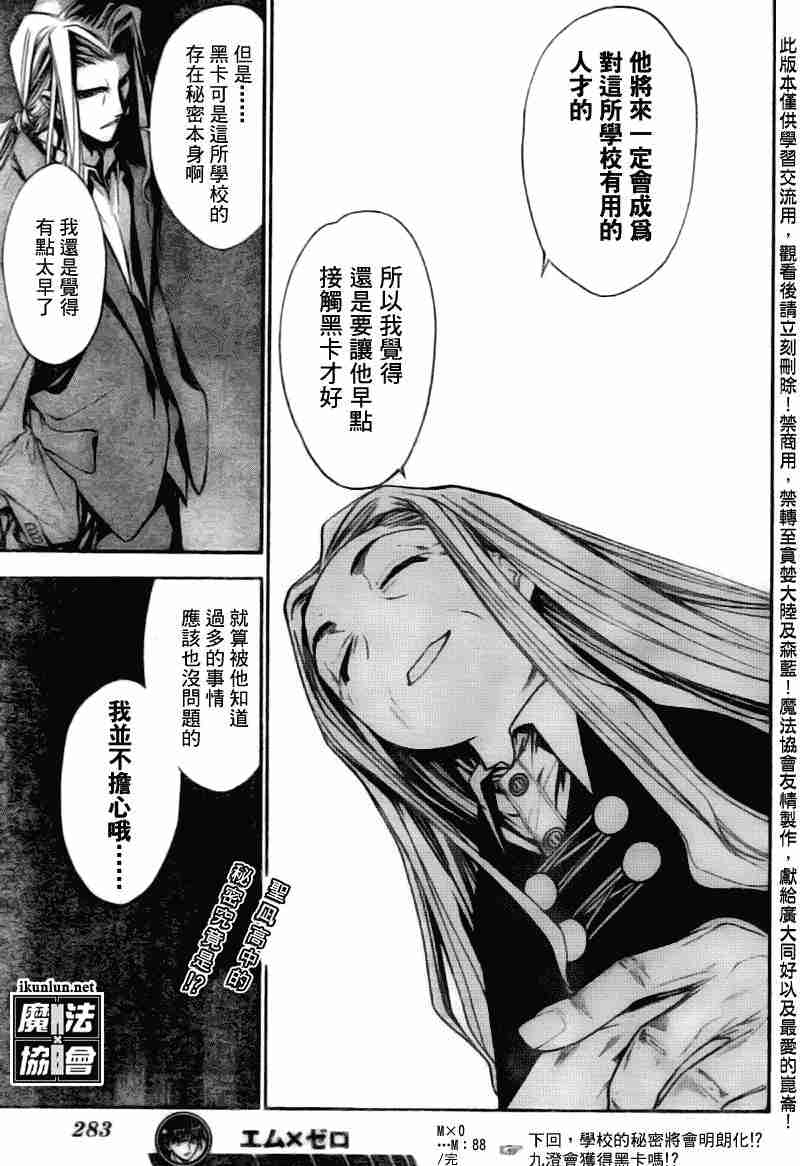 他將來一定會成爲
對這所學校有用的
人才的
所以我覺得
還是要讓他早點
接觸黑卡才好
但是……
黑卡可是這所學校的
存在秘密本身啊
我還是覺得
有點太早了
就算被他知道
過多的事情
應該也沒問題的
我並不擔心哦……
聖凪高中的
秘密究竟是!?
ikunlun.net
魔法
M×0
協會
283
エム×ゼロ
M×0
…M：88
/完
下回，學校的秘密將會明朗化!?
九澄會獲得黑卡嗎!?
此版本僅供學習交流用，觀看後請立刻刪除！禁商用，禁轉至貪婪大陸及森藍！魔法協會友情製作，獻給廣大同好以及最愛的崑崙！